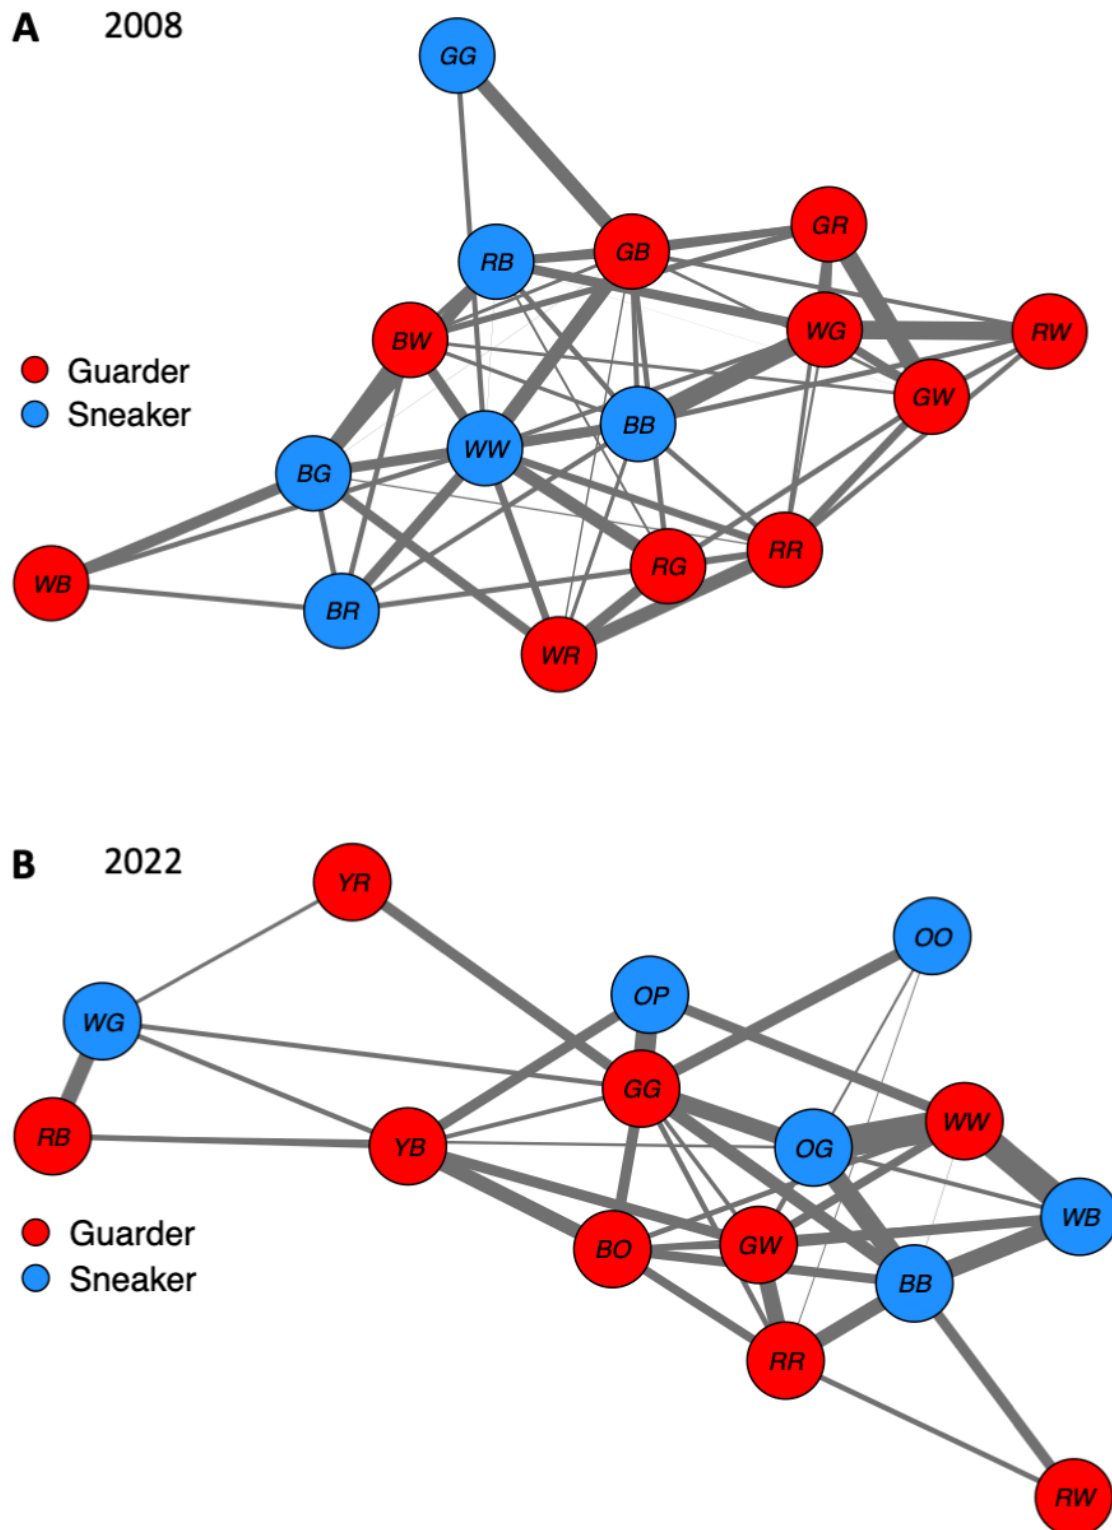 A 2008
GG
GR
GB
RB
WG
RW
BW
Guarder
GW
Sneaker
BB
WW
BG
RR
RG
WB
BR
WR
B 2022
YR
OO
OP
WG
GG
WW
RB
YB
OG
WB
Guarder
BO
GW
Sneaker
BB
RR
RW